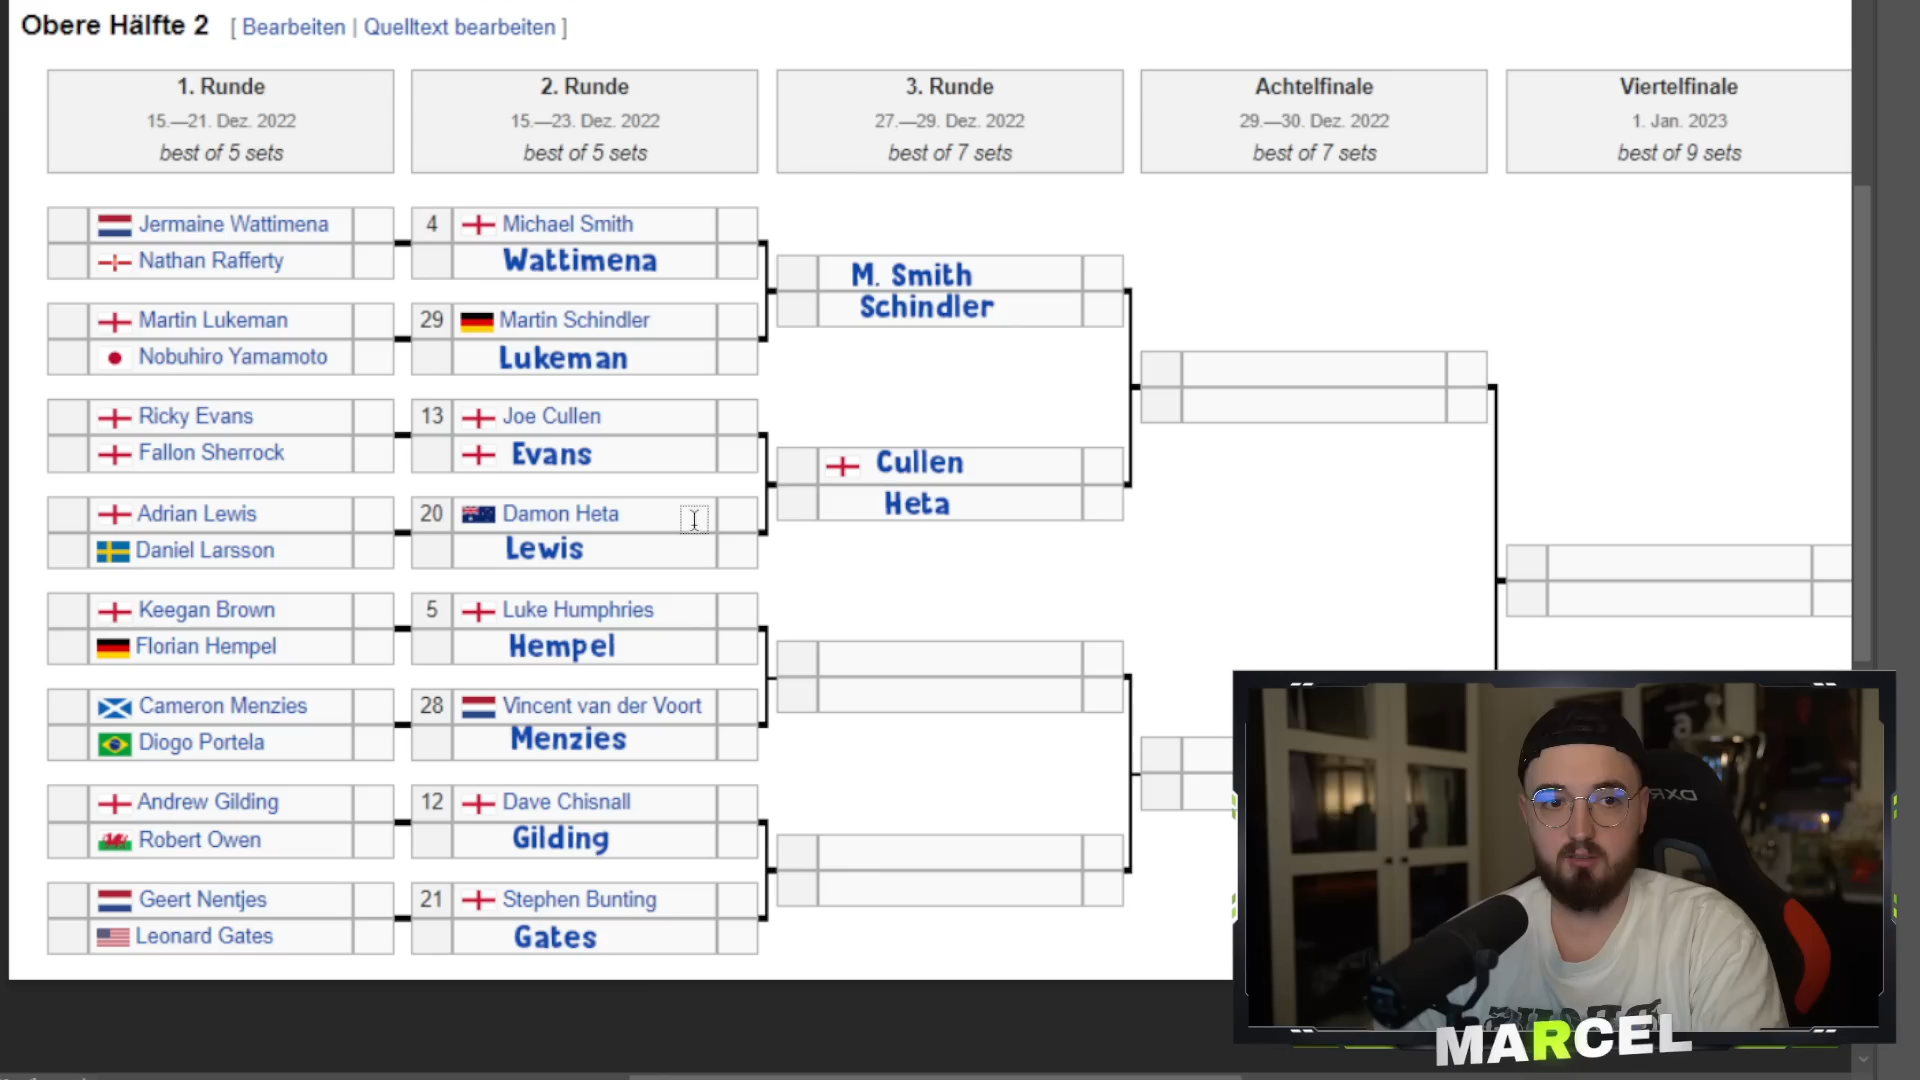 Obere Hälfte 2 [ Bearbeiten | Quelltext bearbeiten ]
1. Runde
15.—21. Dez. 2022
best of 5 sets
2. Runde
15.—23. Dez. 2022
best of 5 sets
3. Runde
27.—29. Dez. 2022
best of 7 sets
Achtelfinale
29.—30. Dez. 2022
best of 7 sets
Viertelfinale
1. Jan. 2023
best of 9 sets
Jermaine Wattimena
Nathan Rafferty
Martin Lukeman
Nobuhiro Yamamoto
Ricky Evans
Fallon Sherrock
Adrian Lewis
Daniel Larsson
Keegan Brown
Florian Hempel
Cameron Menzies
Diogo Portela
Andrew Gilding
Robert Owen
Geert Nentjes
Leonard Gates
4 Michael Smith
Wattimena
29 Martin Schindler
Lukeman
13 Joe Cullen
Evans
20 Damon Heta
Lewis
5 Luke Humphries
Hempel
28 Vincent van der Voort
Menzies
12 Dave Chisnall
Gilding
21 Stephen Bunting
Gates
M. Smith
Schindler
Cullen
Heta
MARCEL